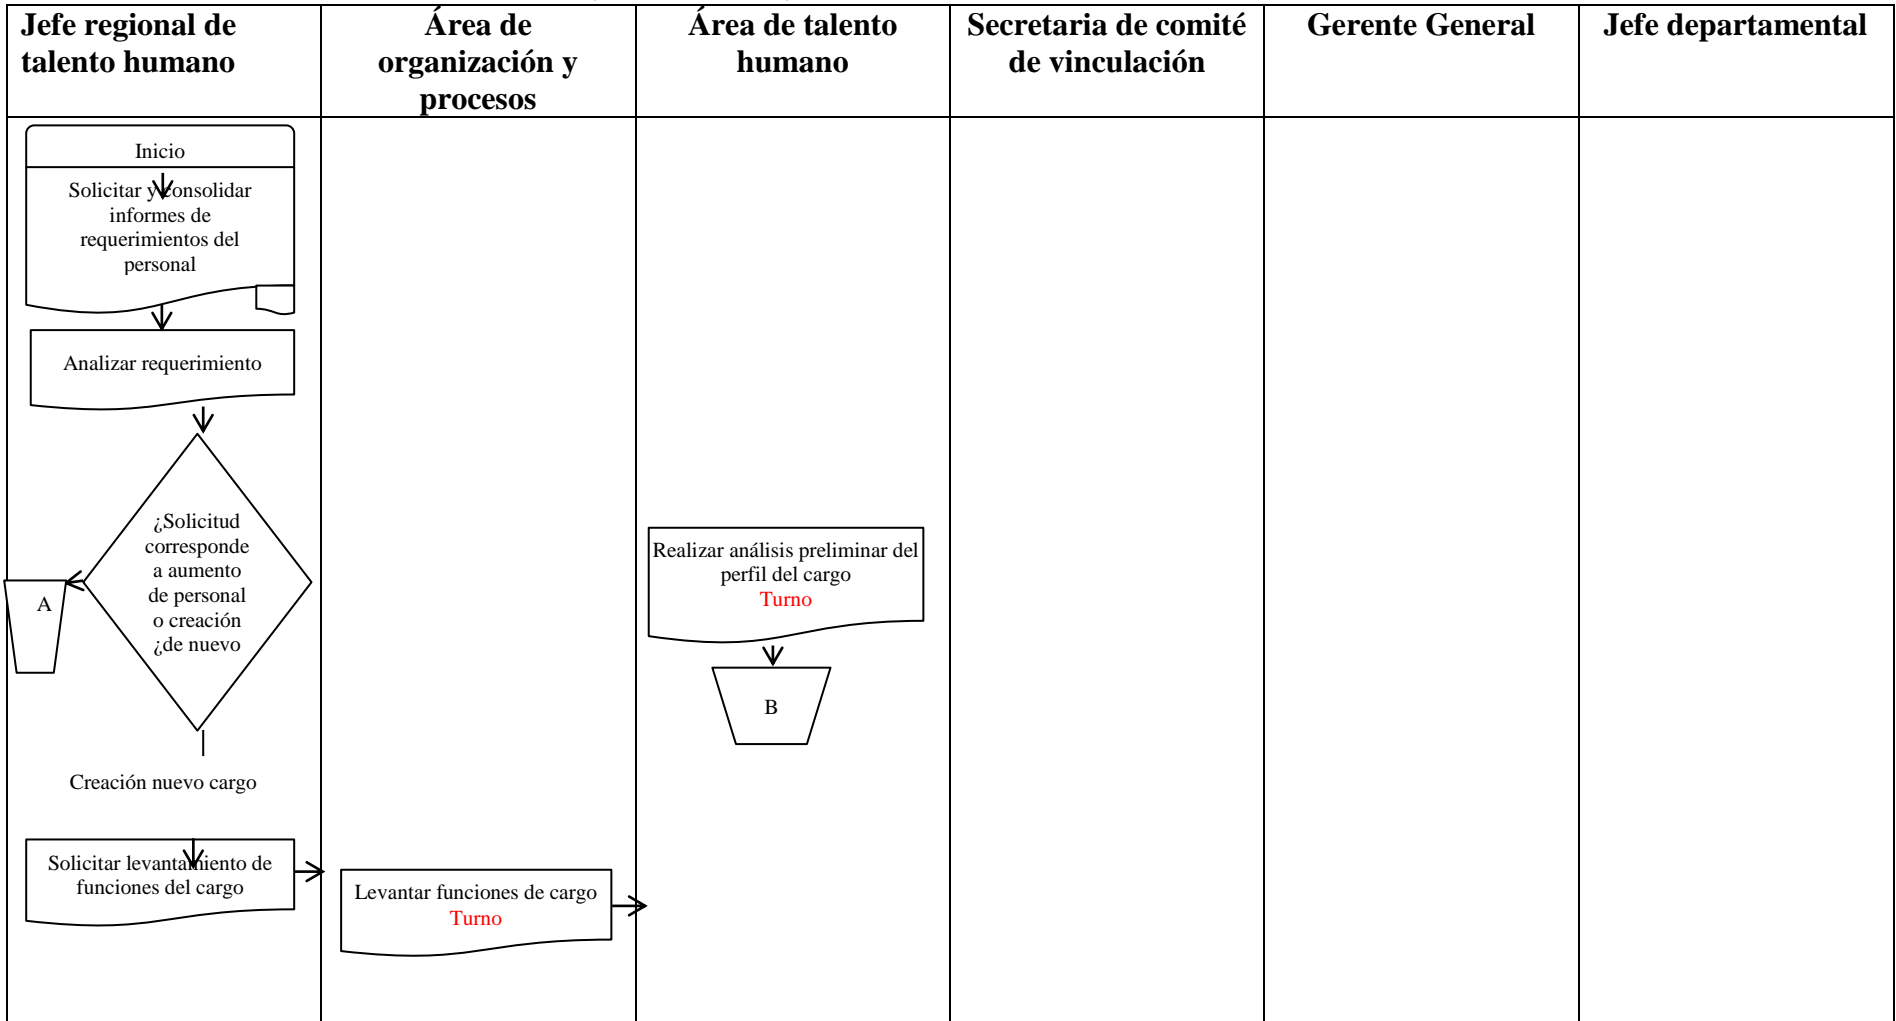 Jefe regional de
talento humano
Área de
organización y
procesos
Área de talento
humano
Secretaria de comité
de vinculación
Gerente General
Jefe departamental
Inicio
Solicitar y consolidar
informes de
requerimientos del
personal
Analizar requerimiento
¿Solicitud
corresponde
a aumento
de personal
o creación
¿de nuevo
A
Creación nuevo cargo
Solicitar levantamiento de
funciones del cargo
Levantar funciones de cargo
Turno
Realizar análisis preliminar del
perfil del cargo
Turno
B